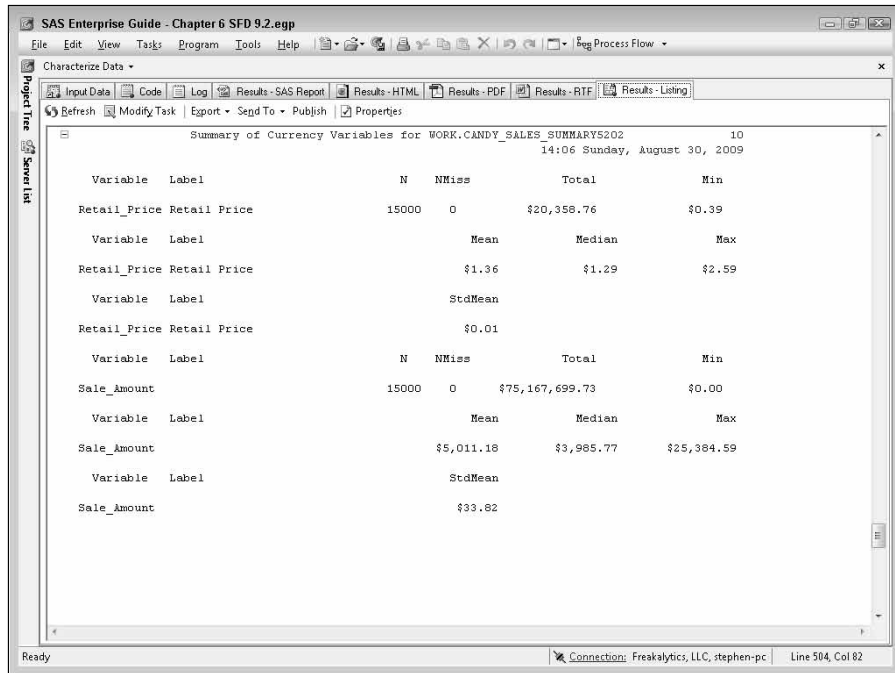 SAS Enterprise Guide - Chapter 6 SFD 9.2.egp
File Edit View Tasks Program Tools Help Process Flow
Characterize Data
Project Tree
Server List
Input Data Code Log Results - SAS Report Results - HTML Results - PDF Results - RTF Results - Listing
Refresh Modify Task Export Send To Publish Properties
Summary of Currency Variables for WORK.CANDY_SALES_SUMMARY5202 10
14:06 Sunday, August 30, 2009
Variable Label N NMiss Total Min
Retail_Price Retail Price 15000 0 $20,358.76 $0.39
Variable Label Mean Median Max
Retail_Price Retail Price $1.36 $1.29 $2.59
Variable Label StdMean
Retail_Price Retail Price $0.01
Variable Label N NMiss Total Min
Sale_Amount 15000 0 $75,167,699.73 $0.00
Variable Label Mean Median Max
Sale_Amount $5,011.18 $3,985.77 $25,384.59
Variable Label StdMean
Sale_Amount $33.82
Ready Connection: Freakalytics, LLC, stephen-pc Line 504, Col 82